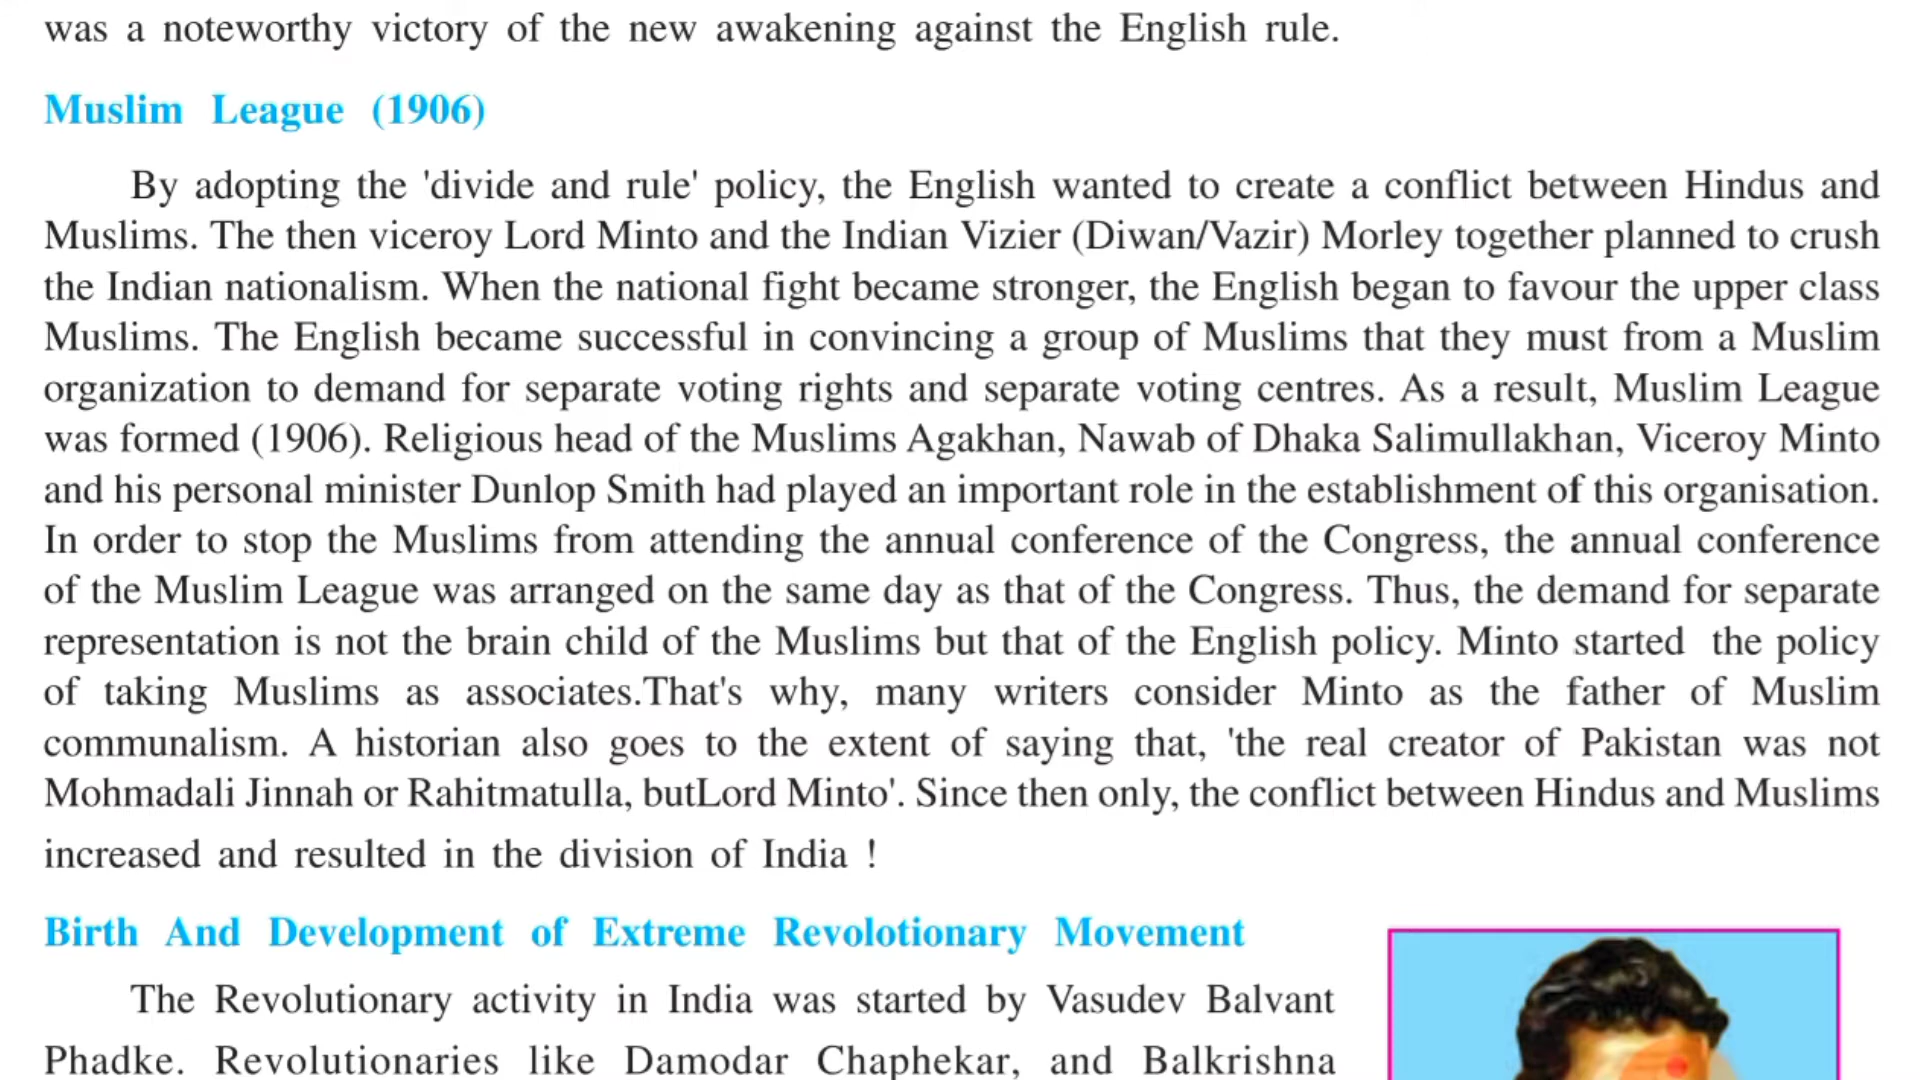 was a noteworthy victory of the new awakening against the English rule.
Muslim League (1906)
By adopting the 'divide and rule' policy, the English wanted to create a conflict between Hindus and
Muslims. The then viceroy Lord Minto and the Indian Vizier (Diwan/Vazir) Morley together planned to crush
the Indian nationalism. When the national fight became stronger, the English began to favour the upper class
Muslims. The English became successful in convincing a group of Muslims that they must from a Muslim
organization to demand for separate voting rights and separate voting centres. As a result, Muslim League
was formed (1906). Religious head of the Muslims Agakhan, Nawab of Dhaka Salimullakhan, Viceroy Minto
and his personal minister Dunlop Smith had played an important role in the establishment of this organisation.
In order to stop the Muslims from attending the annual conference of the Congress, the annual conference
of the Muslim League was arranged on the same day as that of the Congress. Thus, the demand for separate
representation is not the brain child of the Muslims but that of the English policy. Minto started the policy
of taking Muslims as associates.That's why, many writers consider Minto as the father of Muslim
communalism. A historian also goes to the extent of saying that, 'the real creator of Pakistan was not
Mohmadali Jinnah or Rahitmatulla, butLord Minto'. Since then only, the conflict between Hindus and Muslims
increased and resulted in the division of India !
Birth And Development of Extreme Revolotionary Movement
The Revolutionary activity in India was started by Vasudev Balvant
Phadke. Revolutionaries like Damodar Chaphekar, and Balkrishna